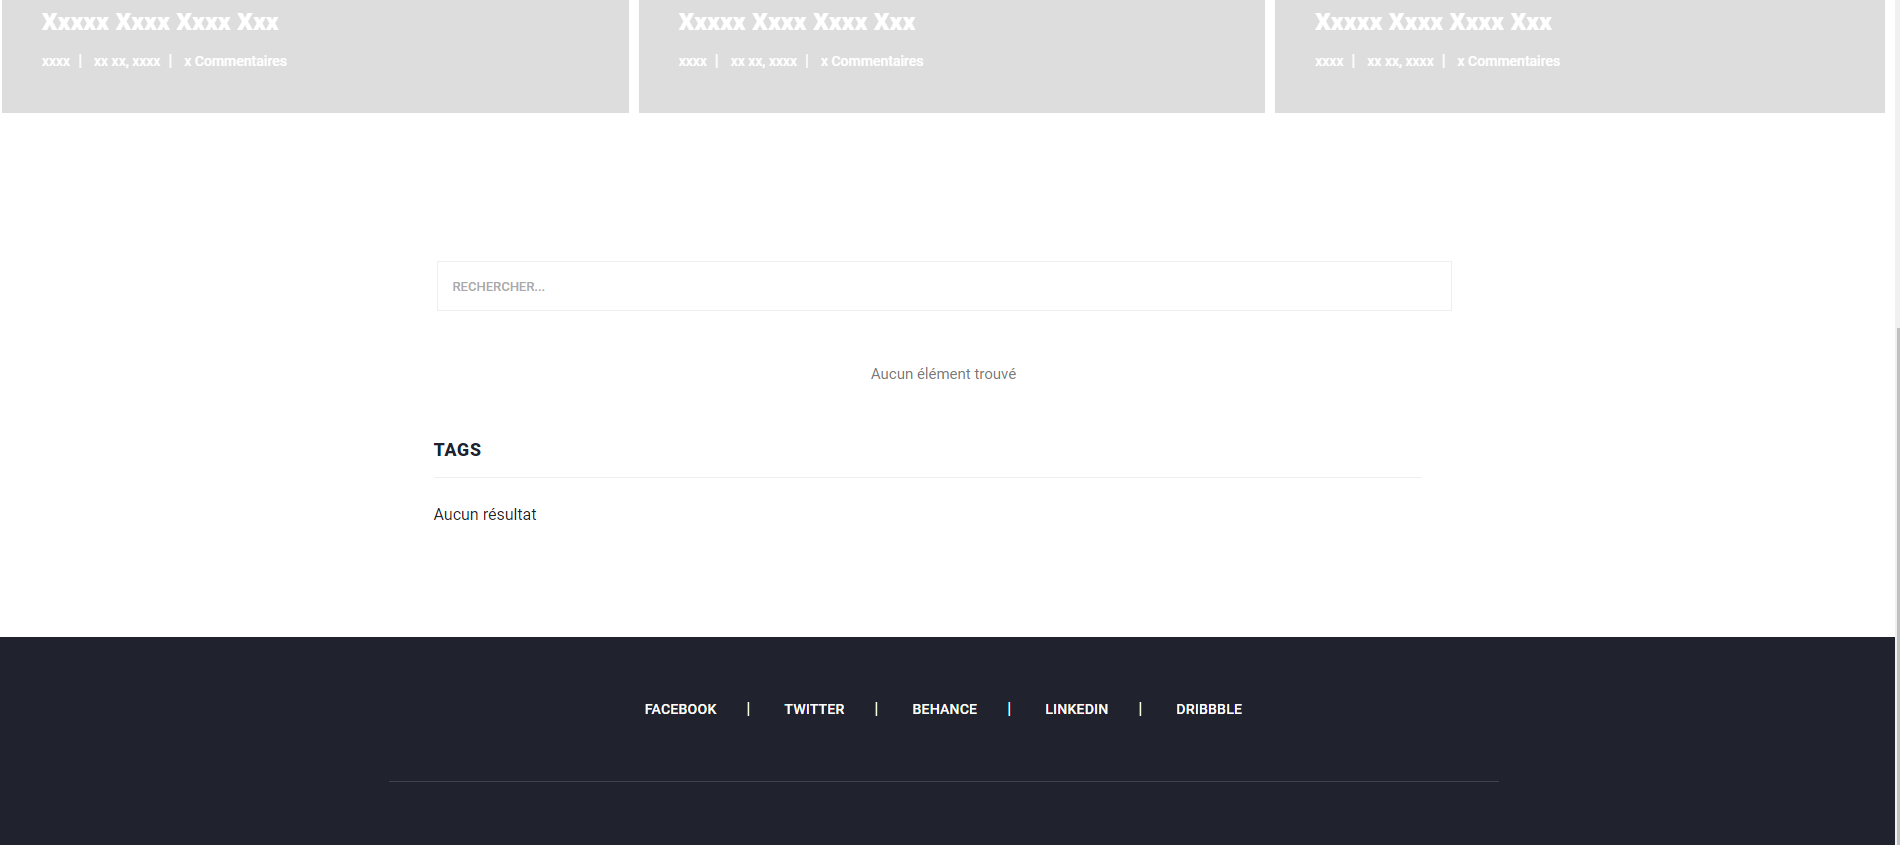 Xxxxx Xxxx Xxxx Xxx
xxxx | xx xx, xxxx | x Commentaires
Xxxxx Xxxx Xxxx Xxx
xxxx | xx xx, xxxx | x Commentaires
Xxxxx Xxxx Xxxx Xxx
xxxx | xx xx, xxxx | x Commentaires
RECHERCHER...
Aucun élément trouvé
TAGS
Aucun résultat
FACEBOOK | TWITTER | BEHANCE | LINKEDIN | DRIBBBLE